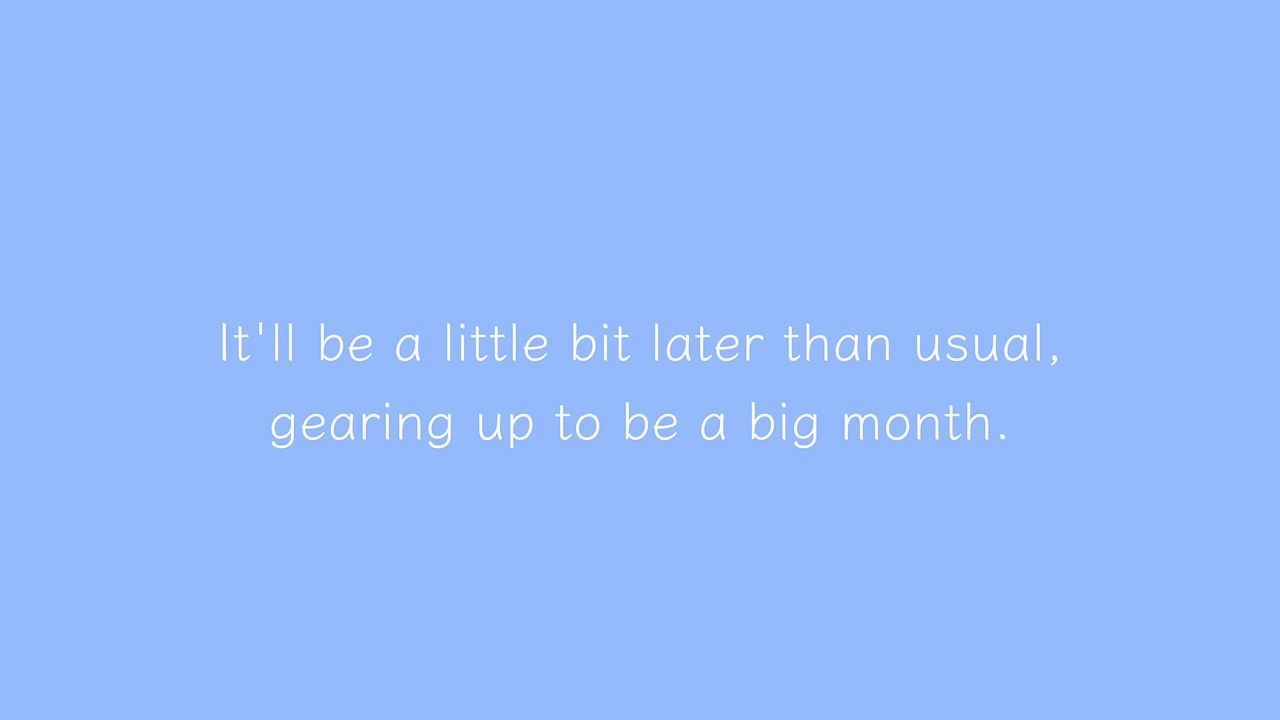 It'll be a little bit later than usual,
gearing up to be a big month.